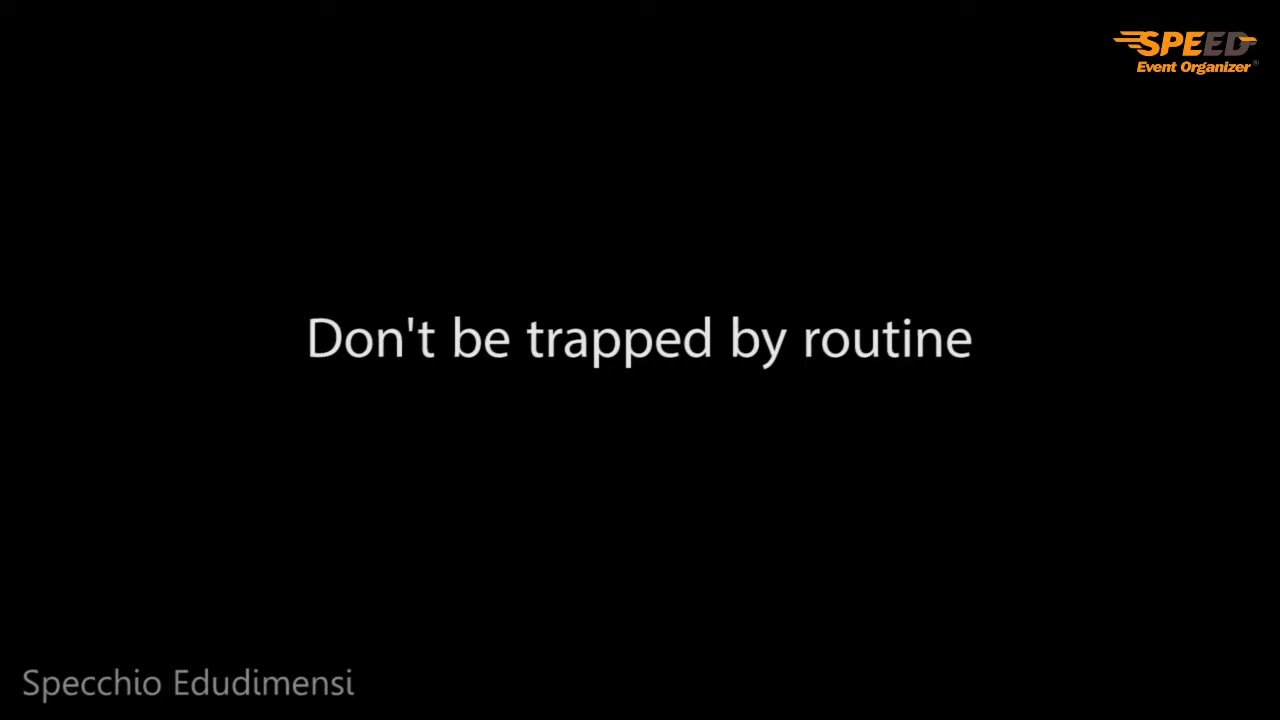 SPEED
Event Organizer
Don't be trapped by routine
Specchio Edudimensi